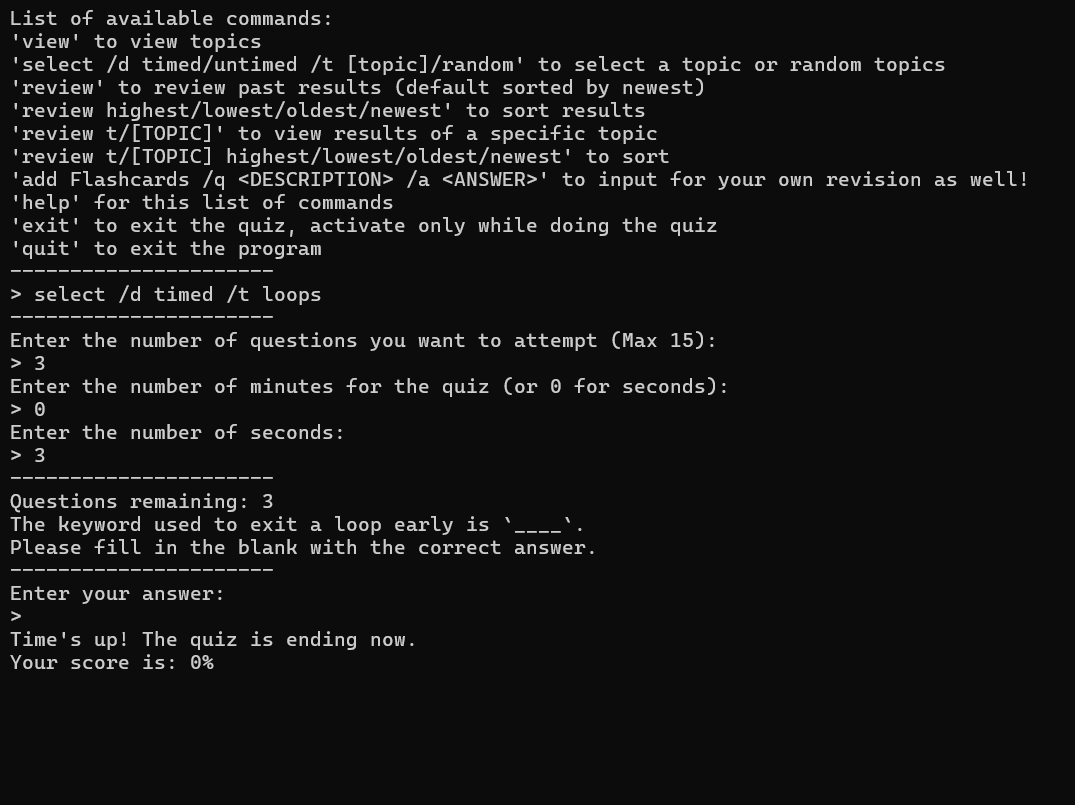 List of available commands:
'view' to view topics
'select /d timed/untimed /t [topic]/random' to select a topic or random topics
'review' to review past results (default sorted by newest)
'review highest/lowest/oldest/newest' to sort results
'review t/[TOPIC]' to view results of a specific topic
'review t/[TOPIC] highest/lowest/oldest/newest' to sort
'add Flashcards /q <DESCRIPTION> /a <ANSWER>' to input for your own revision as well!
'help' for this list of commands
'exit' to exit the quiz, activate only while doing the quiz
'quit' to exit the program
----------------------
> select /d timed /t loops
----------------------
Enter the number of questions you want to attempt (Max 15):
> 3
Enter the number of minutes for the quiz (or 0 for seconds):
> 0
Enter the number of seconds:
> 3
----------------------
Questions remaining: 3
The keyword used to exit a loop early is `____`.
Please fill in the blank with the correct answer.
----------------------
Enter your answer:
>
Time's up! The quiz is ending now.
Your score is: 0%